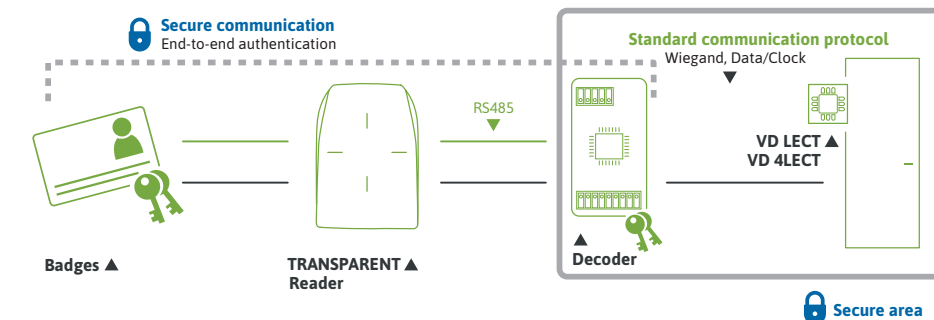 Secure communication
End-to-end authentication
Standard communication protocol
Wiegand, Data/Clock
RS485
VD LECT
VD 4LECT
Badges
TRANSPARENT
Reader
Decoder
Secure area